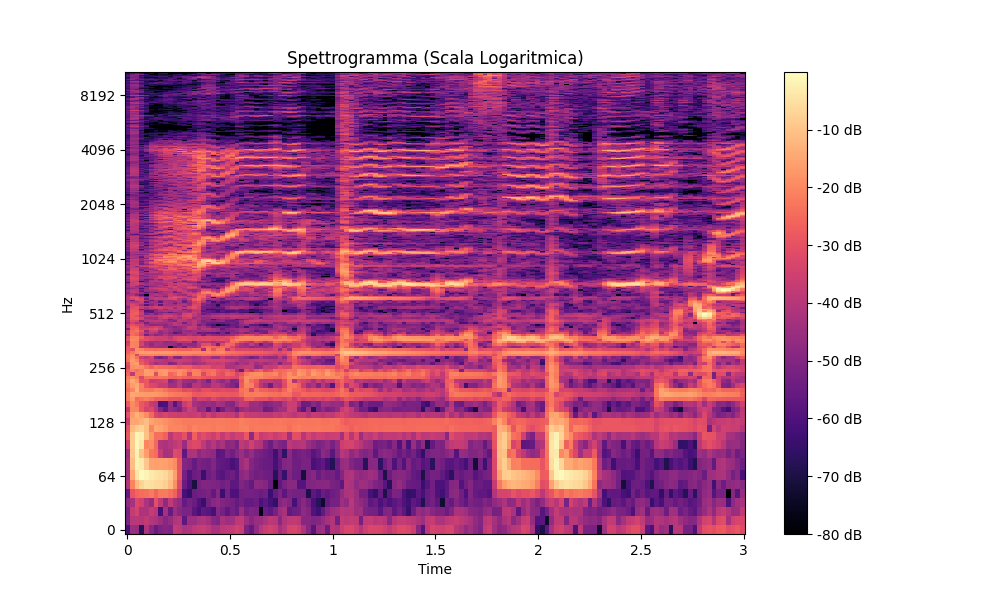 Spettrogramma (Scala Logaritmica)
Hz
8192
4096
2048
1024
512
256
128
64
0
0
0.5
1
1.5
2
2.5
3
Time
-10 dB
-20 dB
-30 dB
-40 dB
-50 dB
-60 dB
-70 dB
-80 dB